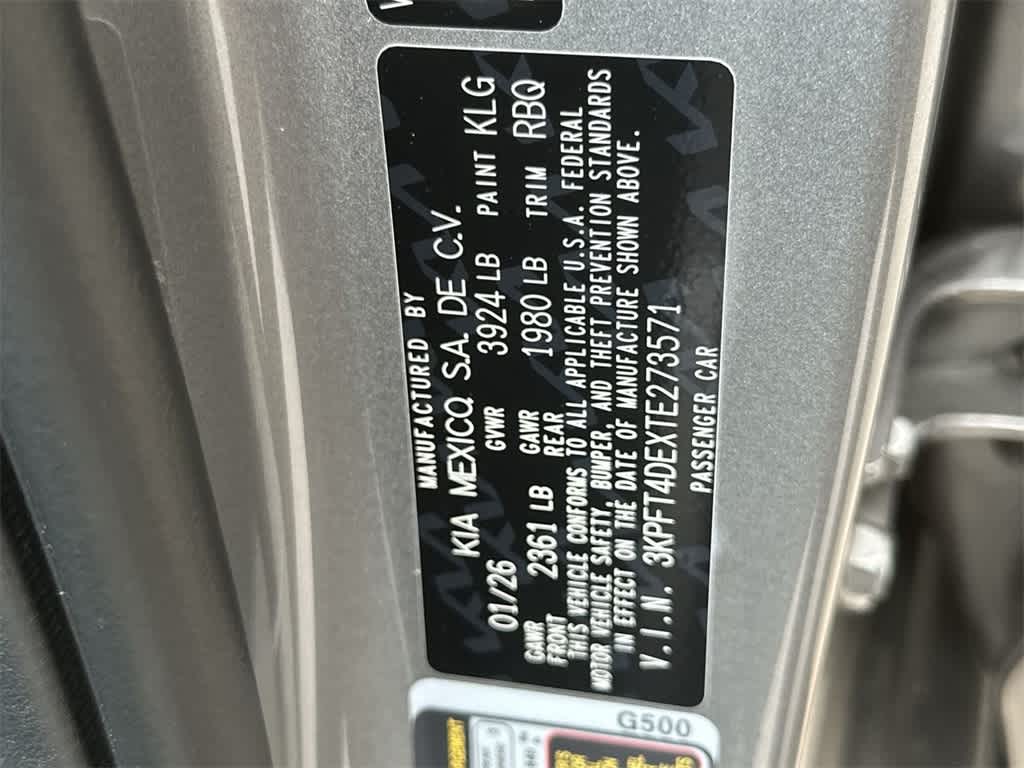 MANUFACTURED BY
KIA MEXICO, S.A. DE C.V.
01/26 GVWR 3924 LB PAINT KLG
GAWR FRONT 2361 LB GAWR REAR 1980 LB TRIM RBQ
THIS VEHICLE CONFORMS TO ALL APPLICABLE U.S.A. FEDERAL
MOTOR VEHICLE SAFETY, BUMPER, AND THEFT PREVENTION STANDARDS
IN EFFECT ON THE DATE OF MANUFACTURE SHOWN ABOVE.
V.I.N. 3KPFT4DEXTE273571
PASSENGER CAR
G500